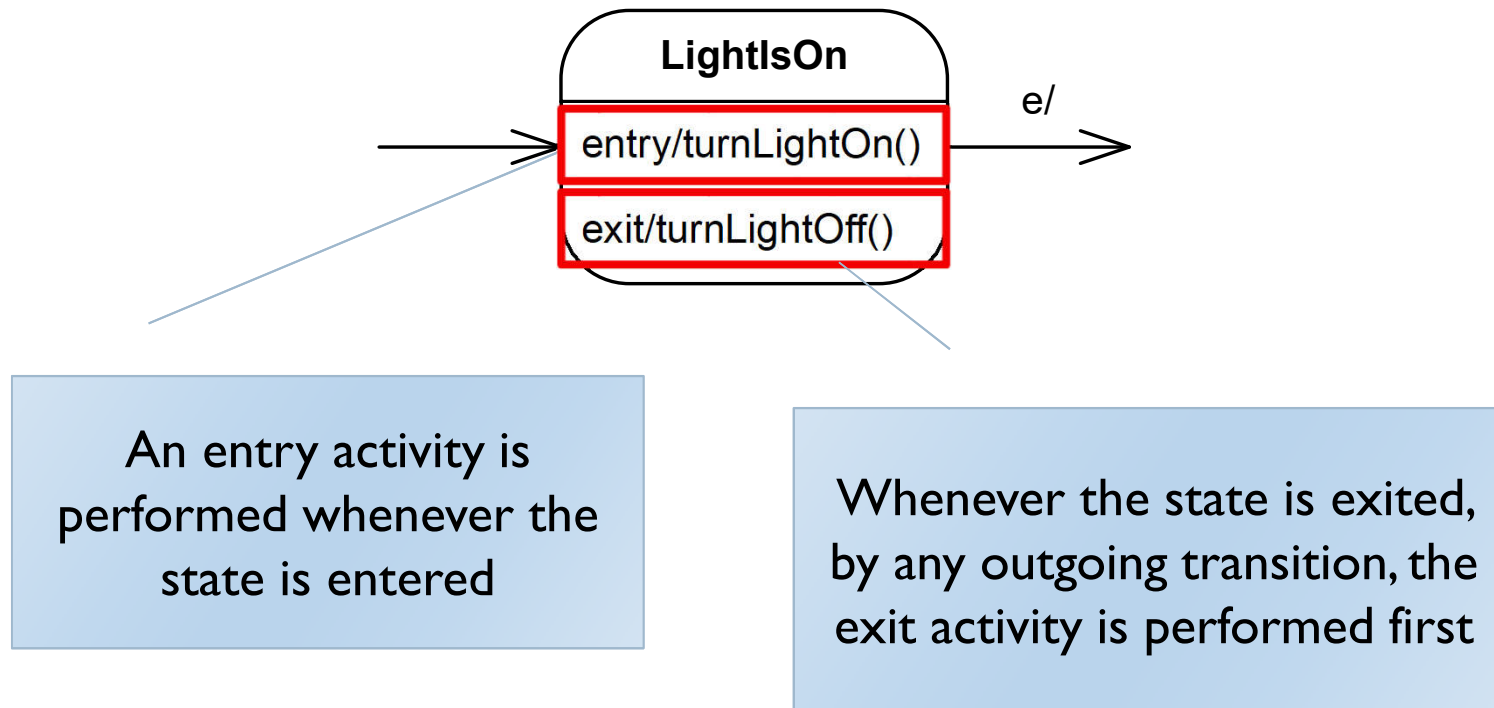 LightIsOn
e/
entry/turnLightOn()
exit/turnLightOff()
An entry activity is
performed whenever the
state is entered
Whenever the state is exited,
by any outgoing transition, the
exit activity is performed first